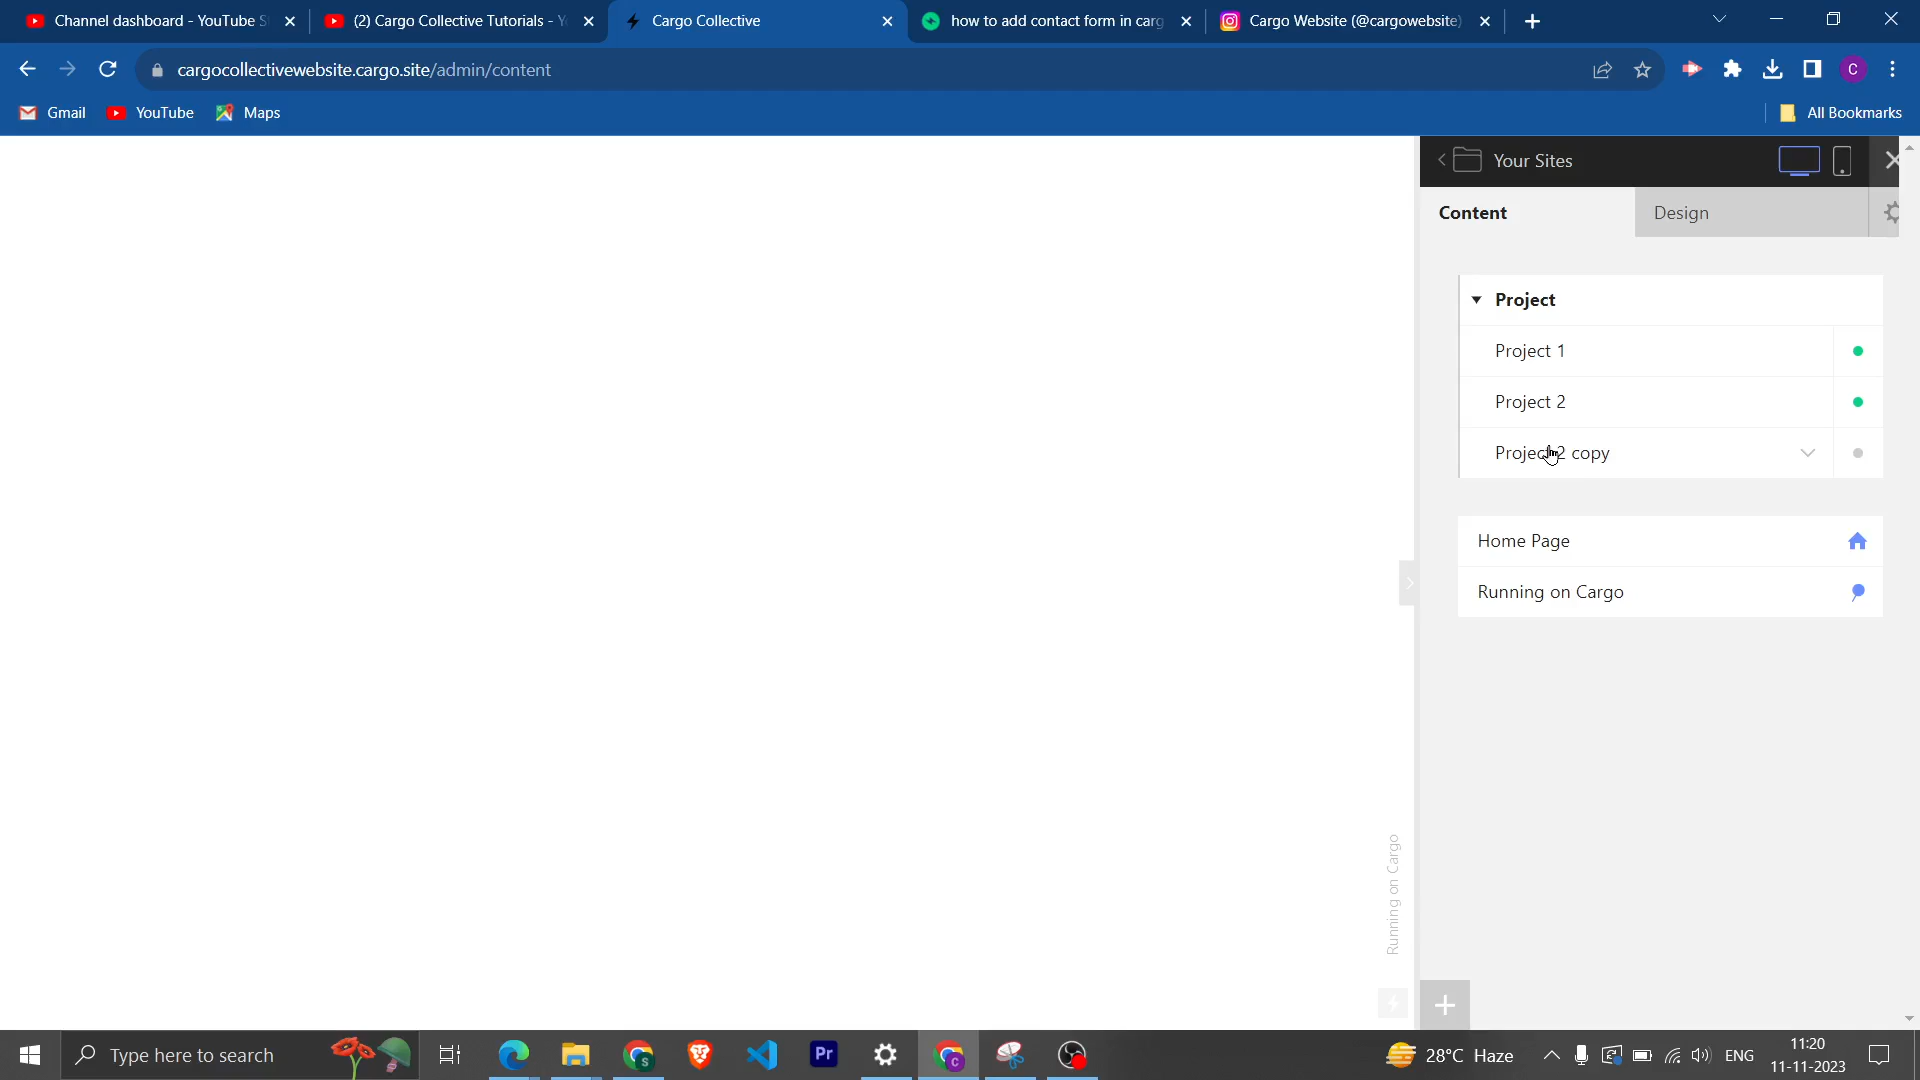 Channel dashboard - YouTube S
(2) Cargo Collective Tutorials - Y
Cargo Collective
how to add contact form in carg
Cargo Website (@cargowebsite)
cargocollectivewebsite.cargo.site/admin/content
C
Gmail
YouTube
Maps
All Bookmarks
Your Sites
Content
Design
Project
Project 1
Project 2
Project 2 copy
Home Page
Running on Cargo
Running on Cargo
Type here to search
S
Pr
C
28°C Haze
ENG
11:20
11-11-2023